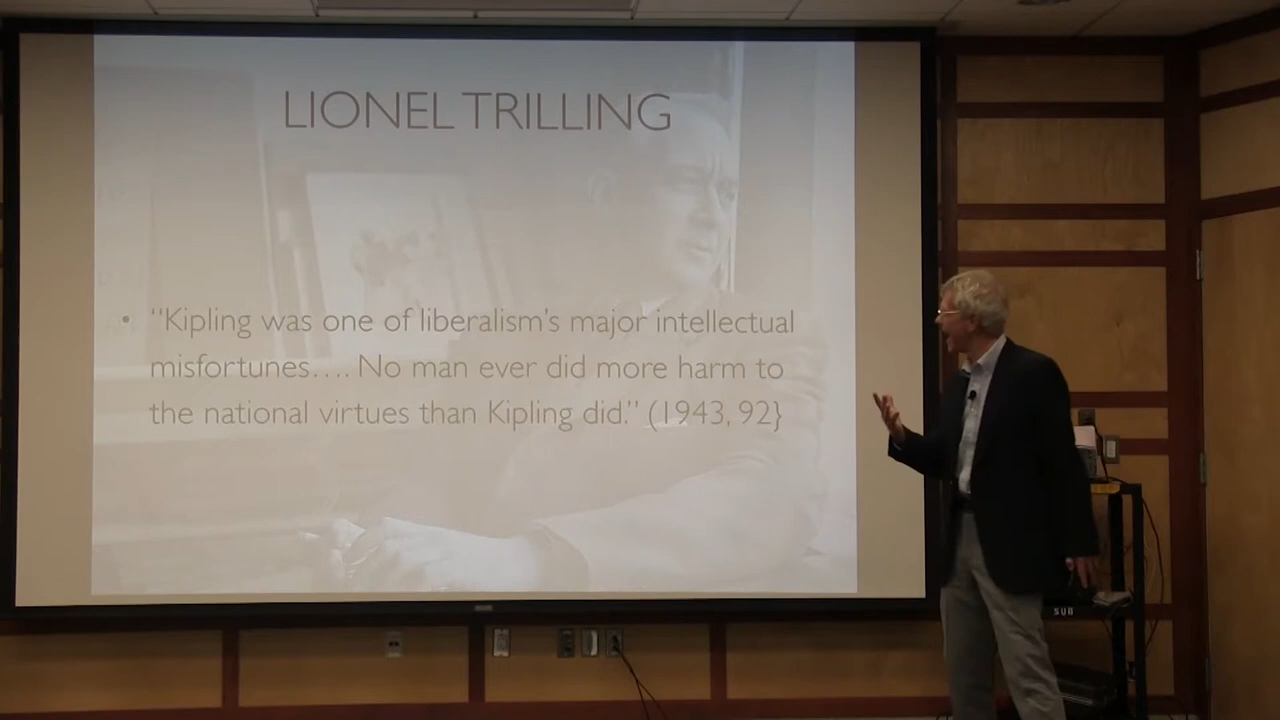 LIONEL TRILLING
• “Kipling was one of liberalism’s major intellectual
misfortunes…. No man ever did more harm to
the national virtues than Kipling did.” (1943, 92}
SUB